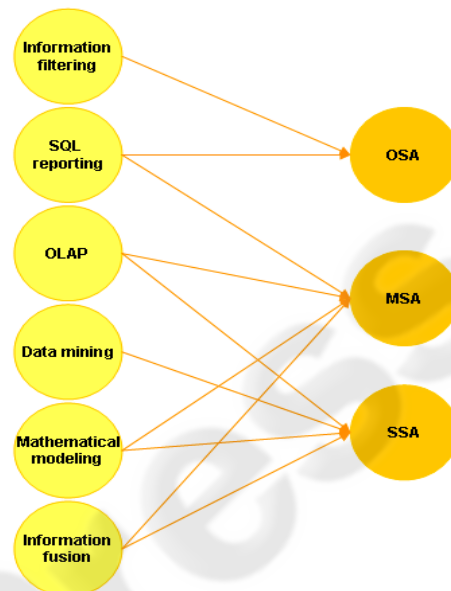 Information
filtering
SQL
reporting
OSA
OLAP
MSA
Data mining
SSA
Mathematical
modeling
Information
fusion